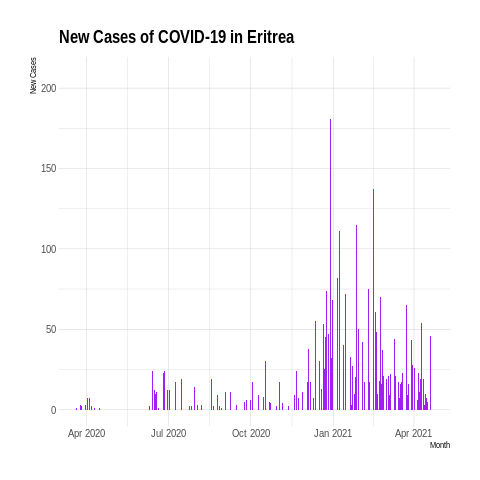 New Cases of COVID-19 in Eritrea
New Cases
200
150
100
50
0
Apr 2020 Jul 2020 Oct 2020 Jan 2021 Apr 2021
Month